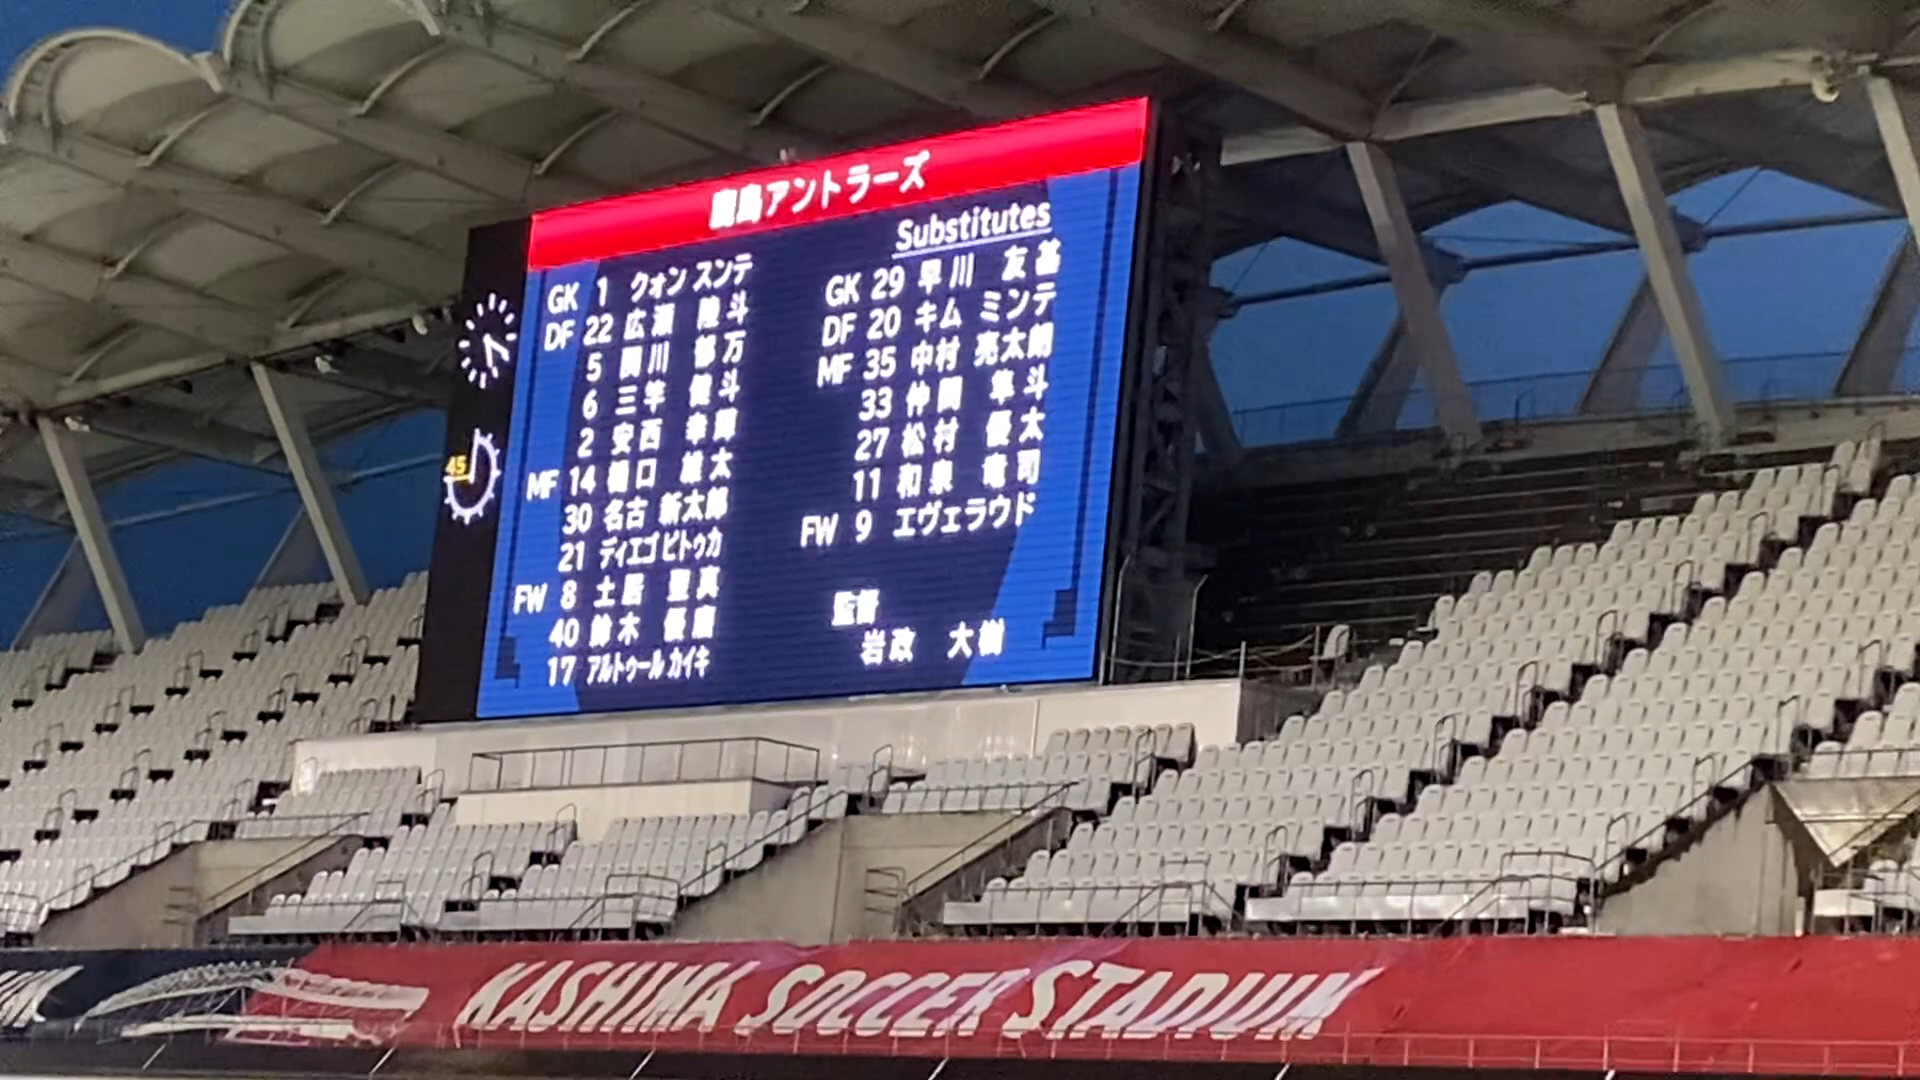 鹿島アントラーズ
GK 1 クォン スンテ
DF 22 広瀬 陸斗
5 関川 郁万
6 三竿 健斗
2 安西 幸輝
MF 14 樋口 雄太
30 名古 新太郎
21 ディエゴ ピトゥカ
FW 8 土居 聖真
40 鈴木 優磨
17 アルトゥール カイキ
Substitutes
GK 29 早川 友基
DF 20 キム ミンテ
MF 35 中村 亮太朗
33 仲間 隼斗
27 松村 優太
11 和泉 竜司
FW 9 エヴェラウド
監督
岩政 大樹
45
KASHIMA SOCCER STADIUM